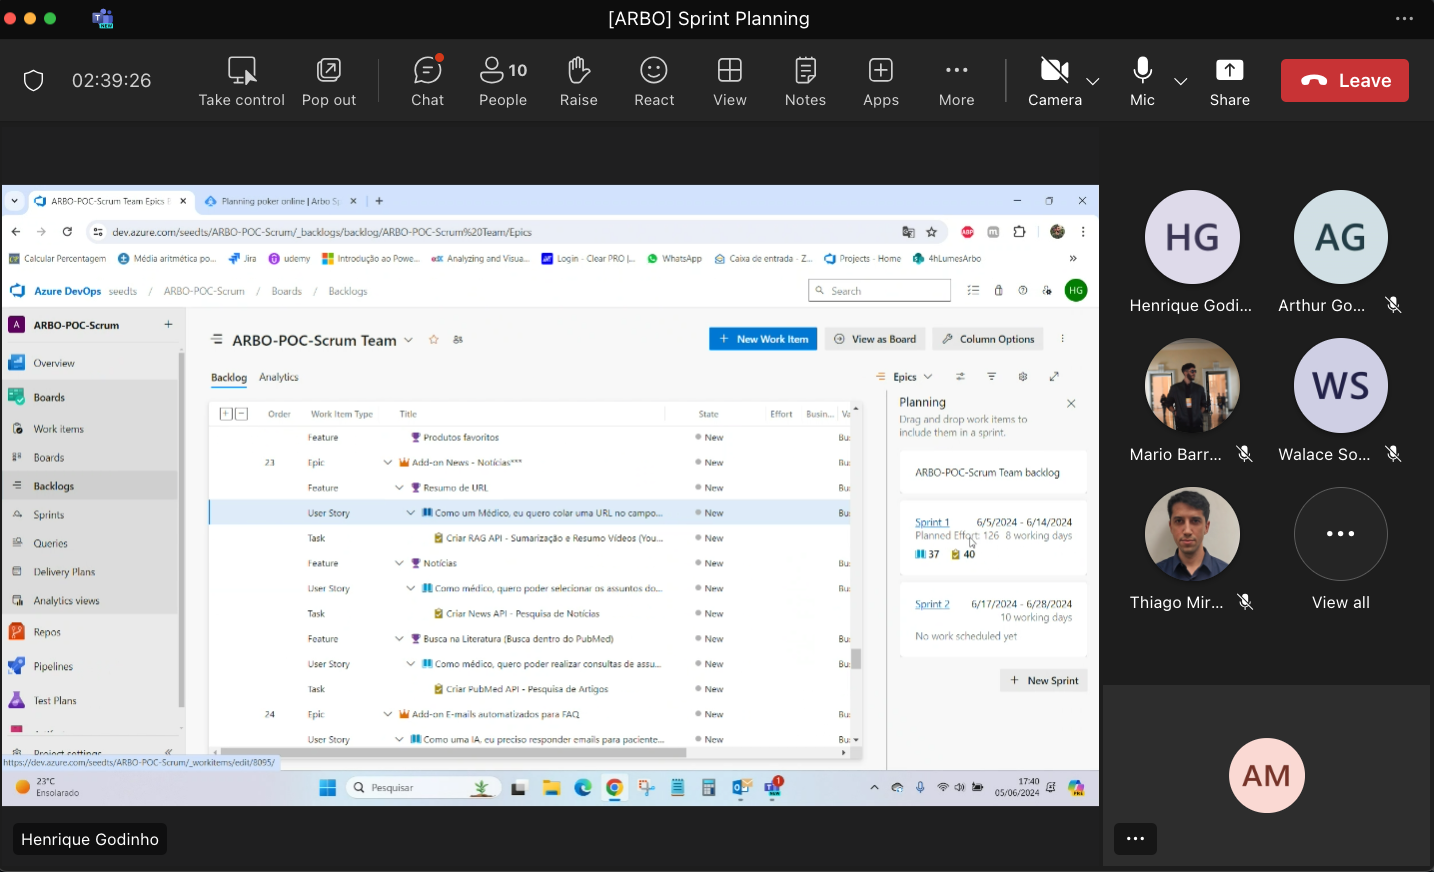 [ARBO] Sprint Planning
02:39:26
Take control
Pop out
Chat
10
People
Raise
React
View
Notes
Apps
More
Camera
Mic
Share
Leave
ARBO-POC-Scrum Team Epics
Planning poker online | Arbo Sp
dev.azure.com/seedts/ARBO-POC-Scrum/_backlogs/backlog/ARBO-POC-Scrum%20Team/Epics
Calcular Porcentagem
Média aritmética po...
Jira
udemy
Introdução ao Powe...
Analyzing and Visua...
Login - Clear PRO |...
WhatsApp
Caixa de entrada - Z...
Projects - Home
4hLumesArbo
Azure DevOps seedts / ARBO-POC-Scrum / Boards / Backlogs
Search
HG
A ARBO-POC-Scrum
Overview
Boards
Work items
Boards
Backlogs
Sprints
Queries
Delivery Plans
Analytics views
Repos
Pipelines
Test Plans
Project settings
ARBO-POC-Scrum Team
New Work Item
View as Board
Column Options
Backlog Analytics
Epics
Order Work Item Type Title State Effort Busin... Va
Feature Produtos favoritos New Bu
23 Epic Add-on News - Notícias*** New Bu
Feature Resumo de URL New Bu
User Story Como um Médico, eu quero colar uma URL no campo... New Bu
Task Criar RAG API - Sumarização e Resumo Vídeos (You... New Bu
Feature Notícias New Bu
User Story Como médico, quero poder selecionar os assuntos do... New Bu
Task Criar News API - Pesquisa de Notícias New Bu
Feature Busca na Literatura (Busca dentro do PubMed) New Bu
User Story Como médico, quero poder realizar consultas de assu... New Bu
Task Criar PubMed API - Pesquisa de Artigos New Bu
24 Epic Add-on E-mails automatizados para FAQ New Bu
User Story Como uma IA, eu preciso responder emails para paciente... New Bu
Planning
Drag and drop work items to
include them in a sprint.
ARBO-POC-Scrum Team backlog
Sprint 1 6/5/2024 - 6/14/2024
Planned Effort: 126 8 working days
37 40
Sprint 2 6/17/2024 - 6/28/2024
10 working days
No work scheduled yet
New Sprint
https://dev.azure.com/seedts/ARBO-POC-Scrum/_workitems/edit/8095/
23°C
Ensolarado
Pesquisar
1
17:40
05/06/2024
Henrique Godinho
HG
Henrique Godi...
AG
Arthur Go...
Mario Barr...
WS
Walace So...
Thiago Mir...
View all
AM